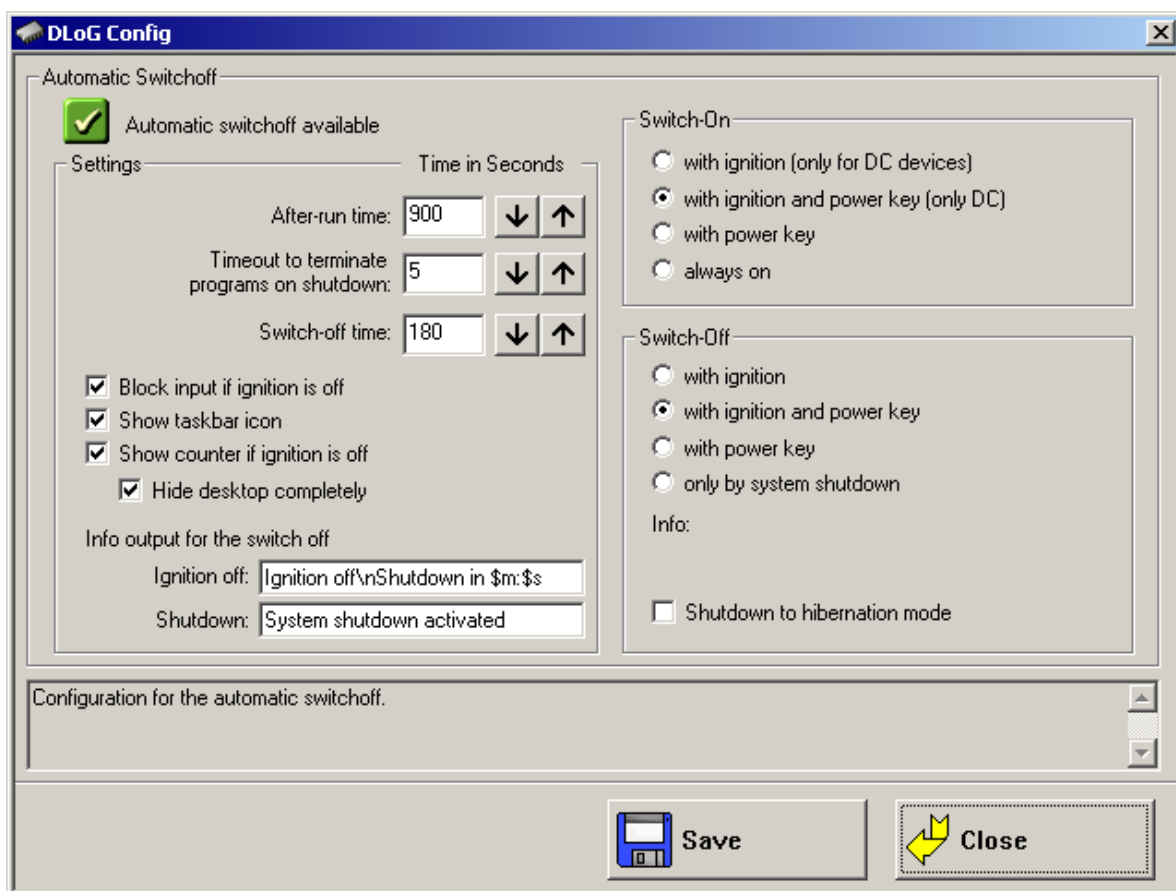 DLoG Config
Automatic Switchoff
Automatic switchoff available
Settings Time in Seconds
After-run time: 900
Timeout to terminate
programs on shutdown: 5
Switch-off time: 180
Block input if ignition is off
Show taskbar icon
Show counter if ignition is off
Hide desktop completely
Info output for the switch off
Ignition off: Ignition off\nShutdown in $m:$s
Shutdown: System shutdown activated
Switch-On
with ignition (only for DC devices)
with ignition and power key (only DC)
with power key
always on
Switch-Off
with ignition
with ignition and power key
with power key
only by system shutdown
Info:
Shutdown to hibernation mode
Configuration for the automatic switchoff.
Save
Close